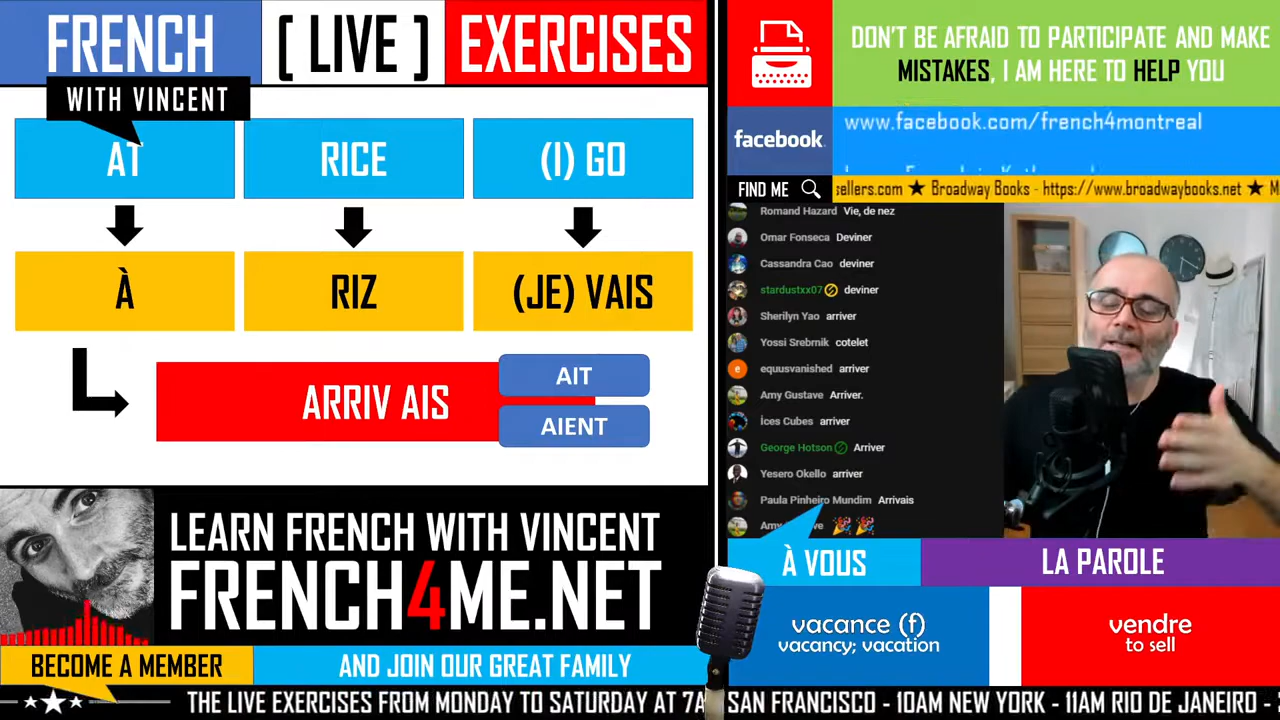 FRENCH
[ LIVE ]
EXERCISES
WITH VINCENT
AT
RICE
(I) GO
À
RIZ
(JE) VAIS
ARRIV AIS
AIT
AIENT
LEARN FRENCH WITH VINCENT
FRENCH4ME.NET
BECOME A MEMBER
AND JOIN OUR GREAT FAMILY
DON'T BE AFRAID TO PARTICIPATE AND MAKE
MISTAKES, I AM HERE TO HELP YOU
facebook
www.facebook.com/french4montreal
FIND ME
sellers.com ★ Broadway Books - https://www.broadwaybooks.net ★ M
Romand Hazard Vie, de nez
Omar Fonseca Deviner
Cassandra Cao deviner
stardustxx07 deviner
Sherilyn Yao arriver
Yossi Srebrnik cotelet
e equusvanished arriver
Amy Gustave Arriver.
İces Cubes arriver
George Hotson Arriver
Yesero Okello arriver
Paula Pinheiro Mundim Arrivais
À VOUS
LA PAROLE
vacance (f)
vacancy; vacation
vendre
to sell
THE LIVE EXERCISES FROM MONDAY TO SATURDAY AT 7A SAN FRANCISCO - 10AM NEW YORK - 11AM RIO DE JANEIRO -